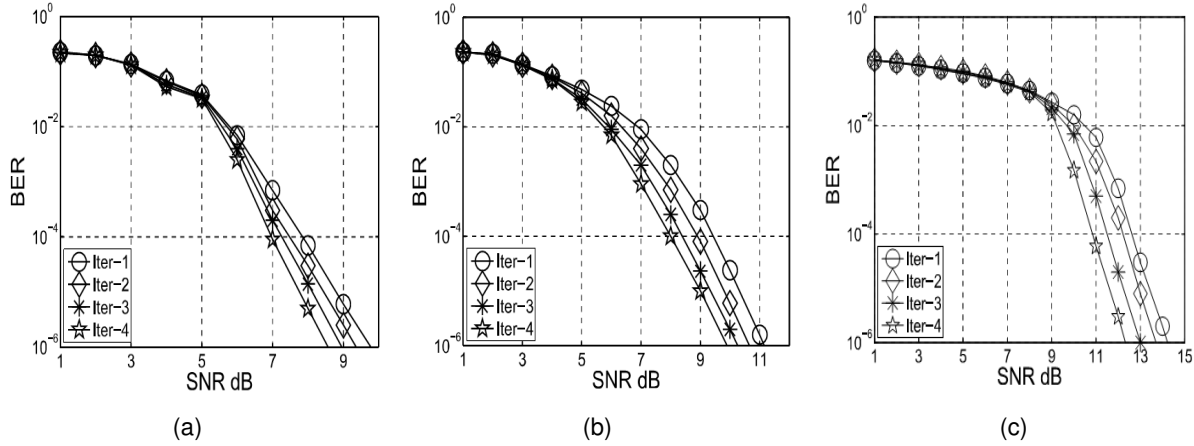 10^0
10^-2
10^-4
10^-6
BER
Iter-1
Iter-2
Iter-3
Iter-4
1 3 5 7 9
SNR dB
(a)
10^0
10^-2
10^-4
10^-6
BER
Iter-1
Iter-2
Iter-3
Iter-4
1 3 5 7 9 11
SNR dB
(b)
10^0
10^-2
10^-4
10^-6
BER
Iter-1
Iter-2
Iter-3
Iter-4
1 3 5 7 9 11 13 15
SNR dB
(c)